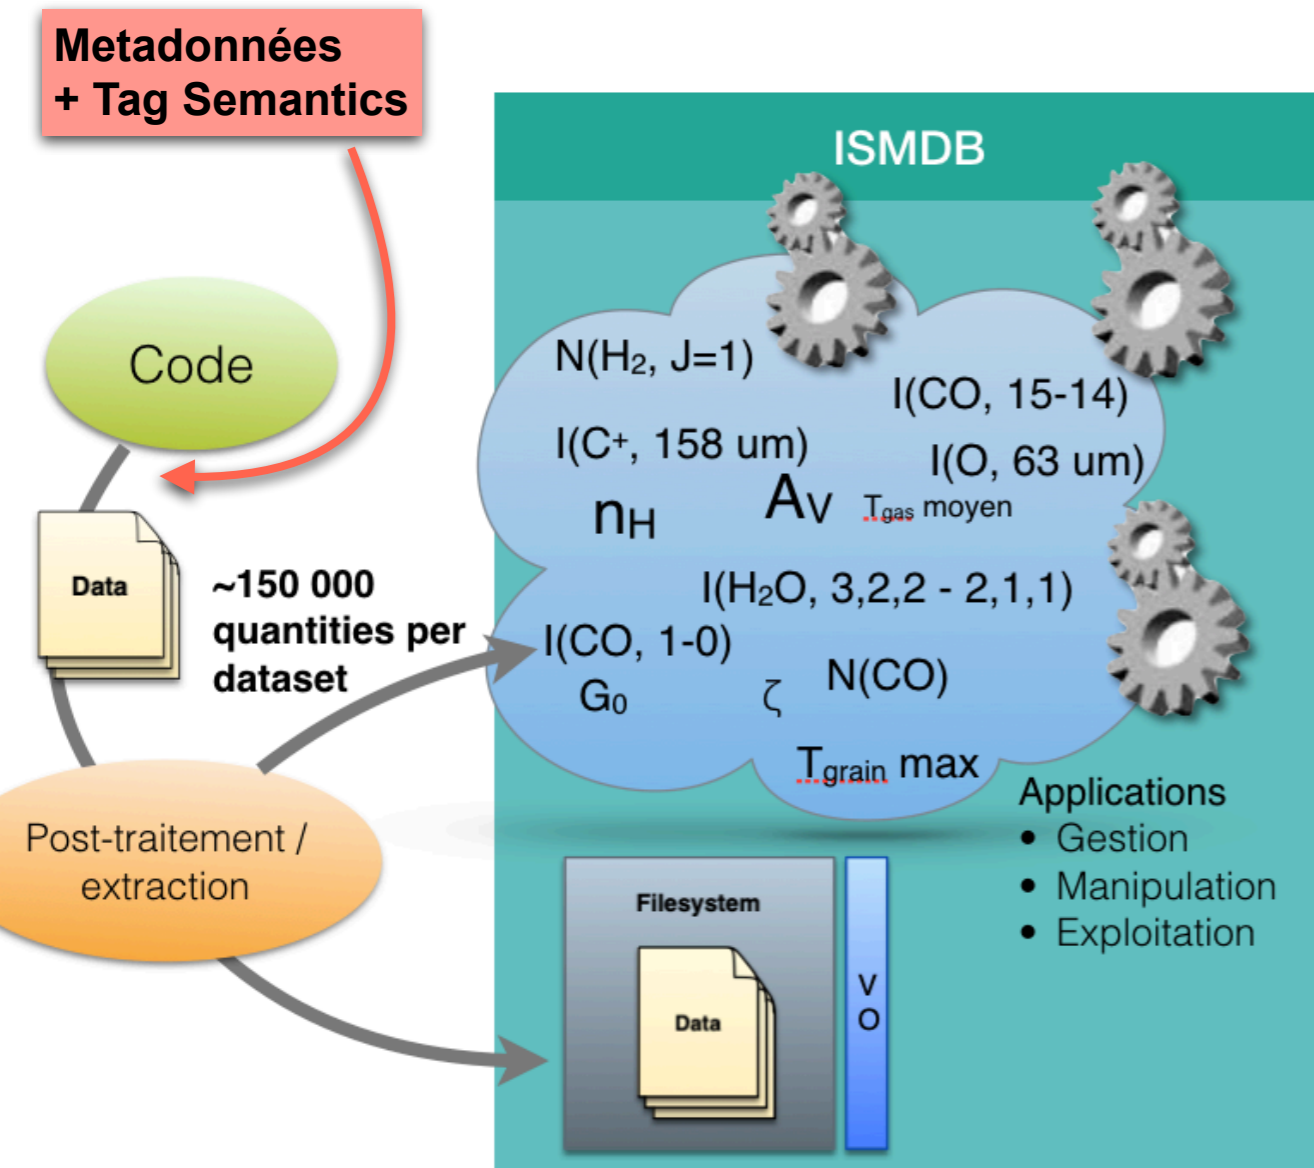 Metadonnées
+ Tag Semantics
ISMDB
Code
N(H₂, J=1)
I(CO, 15-14)
I(C⁺, 158 um)
I(O, 63 um)
nH
AV
Tgas moyen
Data
~150 000
quantities per
dataset
I(H₂O, 3,2,2 - 2,1,1)
I(CO, 1-0)
N(CO)
G₀
ζ
Tgrain max
Post-traitement /
extraction
Applications
• Gestion
• Manipulation
• Exploitation
Filesystem
Data
V
O